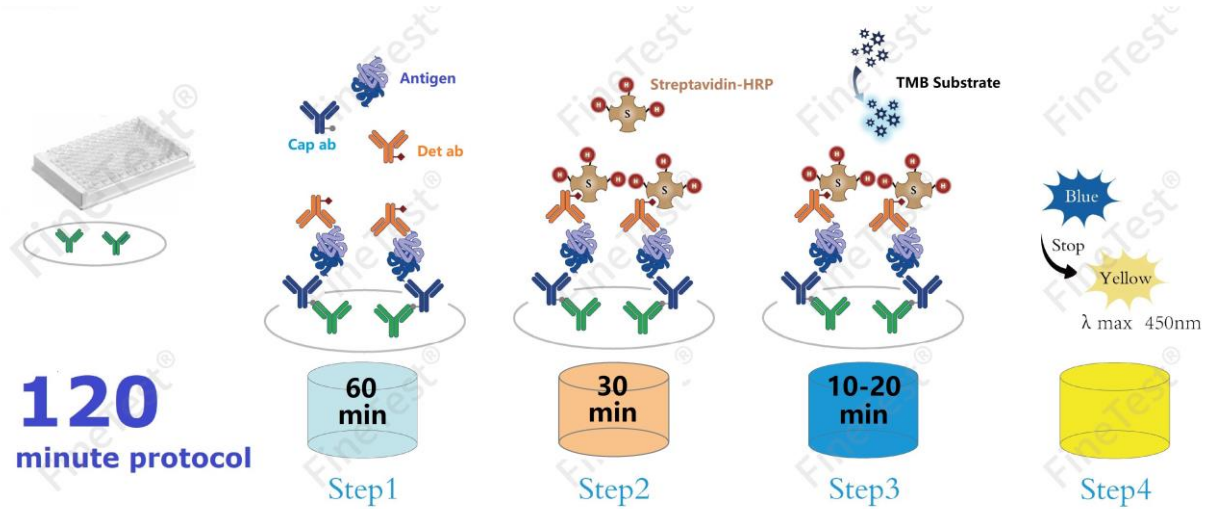 FineTest®
Antigen
Cap ab
Det ab
Streptavidin-HRP
S
H
TMB Substrate
Blue
Stop
Yellow
λ max 450nm
120
minute protocol
60
min
30
min
10-20
min
Step1
Step2
Step3
Step4